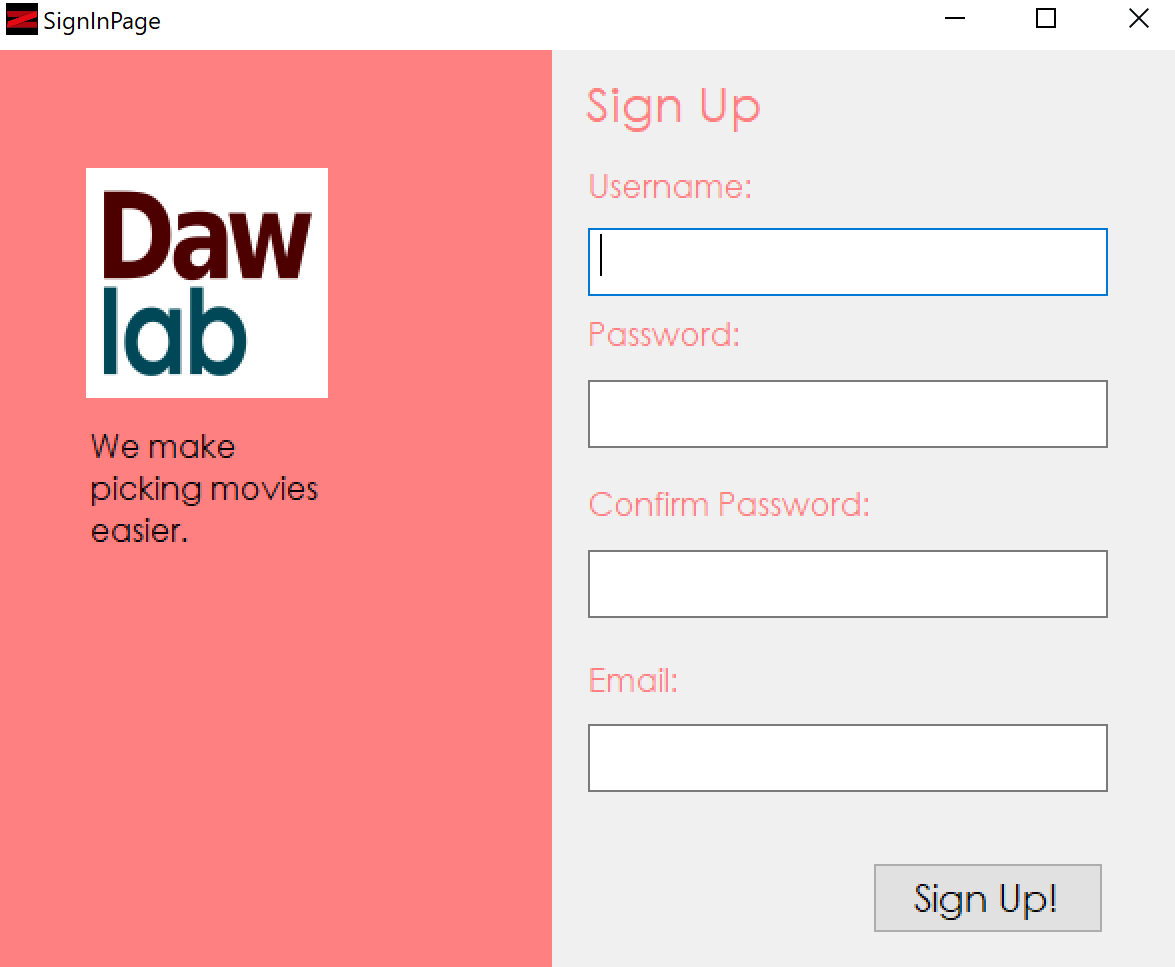 SignInPage
Daw
lab
We make
picking movies
easier.
Sign Up
Username:
Password:
Confirm Password:
Email:
Sign Up!